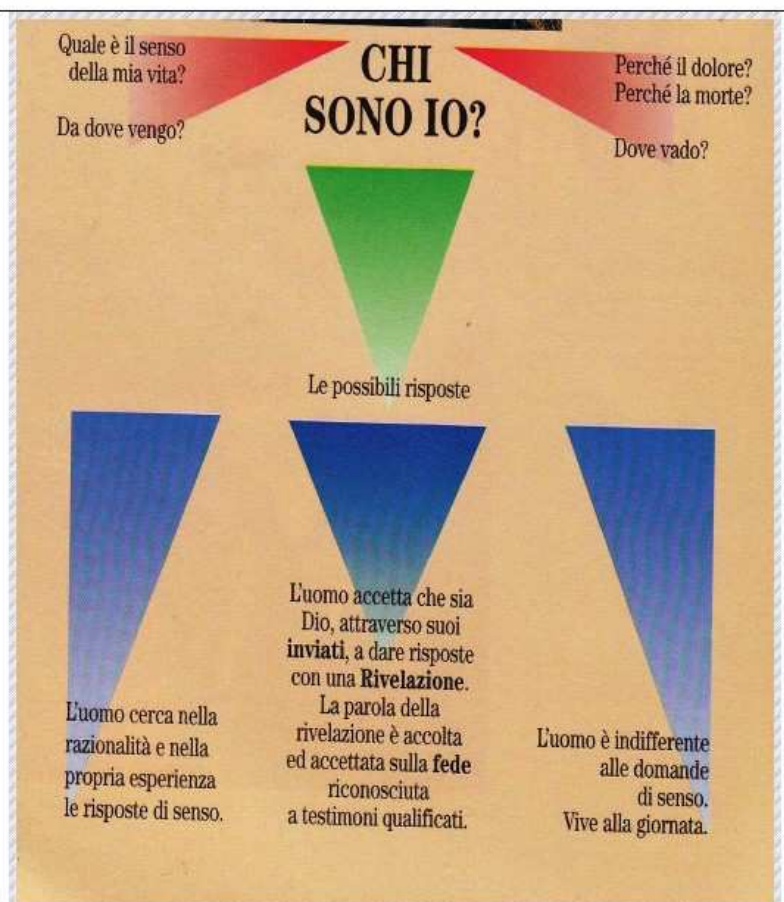 Quale è il senso
della mia vita?
Da dove vengo?
CHI
SONO IO?
Perché il dolore?
Perché la morte?
Dove vado?
Le possibili risposte
L'uomo cerca nella
razionalità e nella
propria esperienza
le risposte di senso.
L'uomo accetta che sia
Dio, attraverso suoi
inviati, a dare risposte
con una Rivelazione.
La parola della
rivelazione è accolta
ed accettata sulla fede
riconosciuta
a testimoni qualificati.
L'uomo è indifferente
alle domande
di senso.
Vive alla giornata.